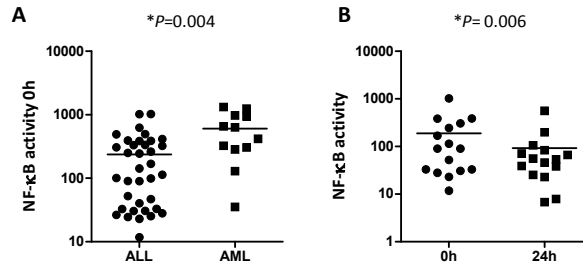 A
*P=0.004
NF-κB activity 0h
10000
1000
100
10
ALL
AML
B
*P=0.006
NF-κB activity
10000
1000
100
10
1
0h
24h